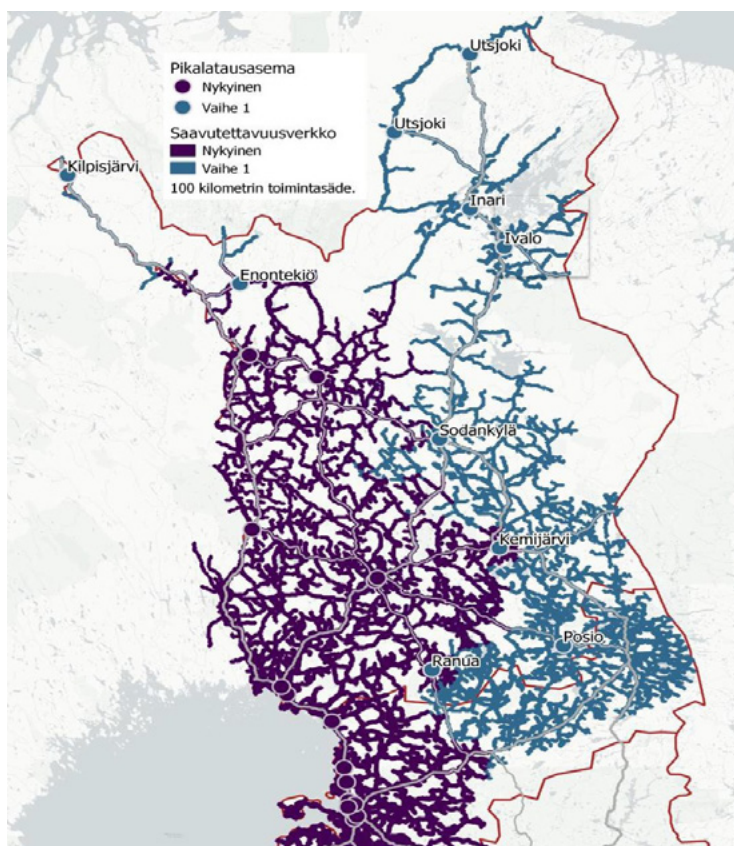 Pikalatausasema
Nykyinen
Vaihe 1
Saavutettavuusverkko
Nykyinen
Vaihe 1
100 kilometrin toimintasäde.
Utsjoki
Utsjoki
Kilpisjärvi
Inari
Ivalo
Enontekiö
Sodankylä
Kemijärvi
Posio
Ranua